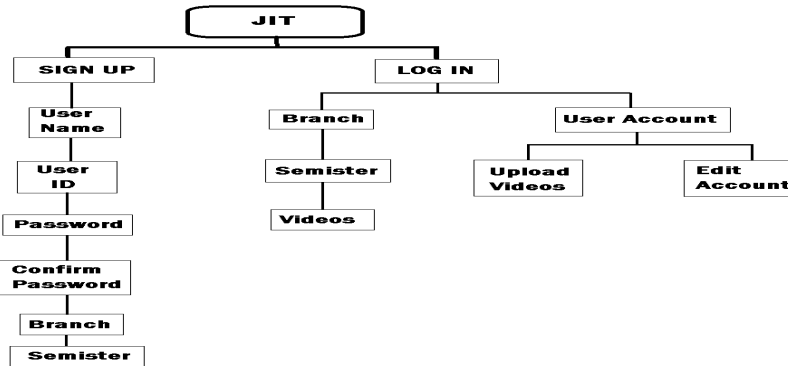 JIT
SIGN UP
LOG IN
User
Name
User
ID
Password
Confirm
Password
Branch
Semister
Branch
Semister
Videos
User Account
Upload
Videos
Edit
Account